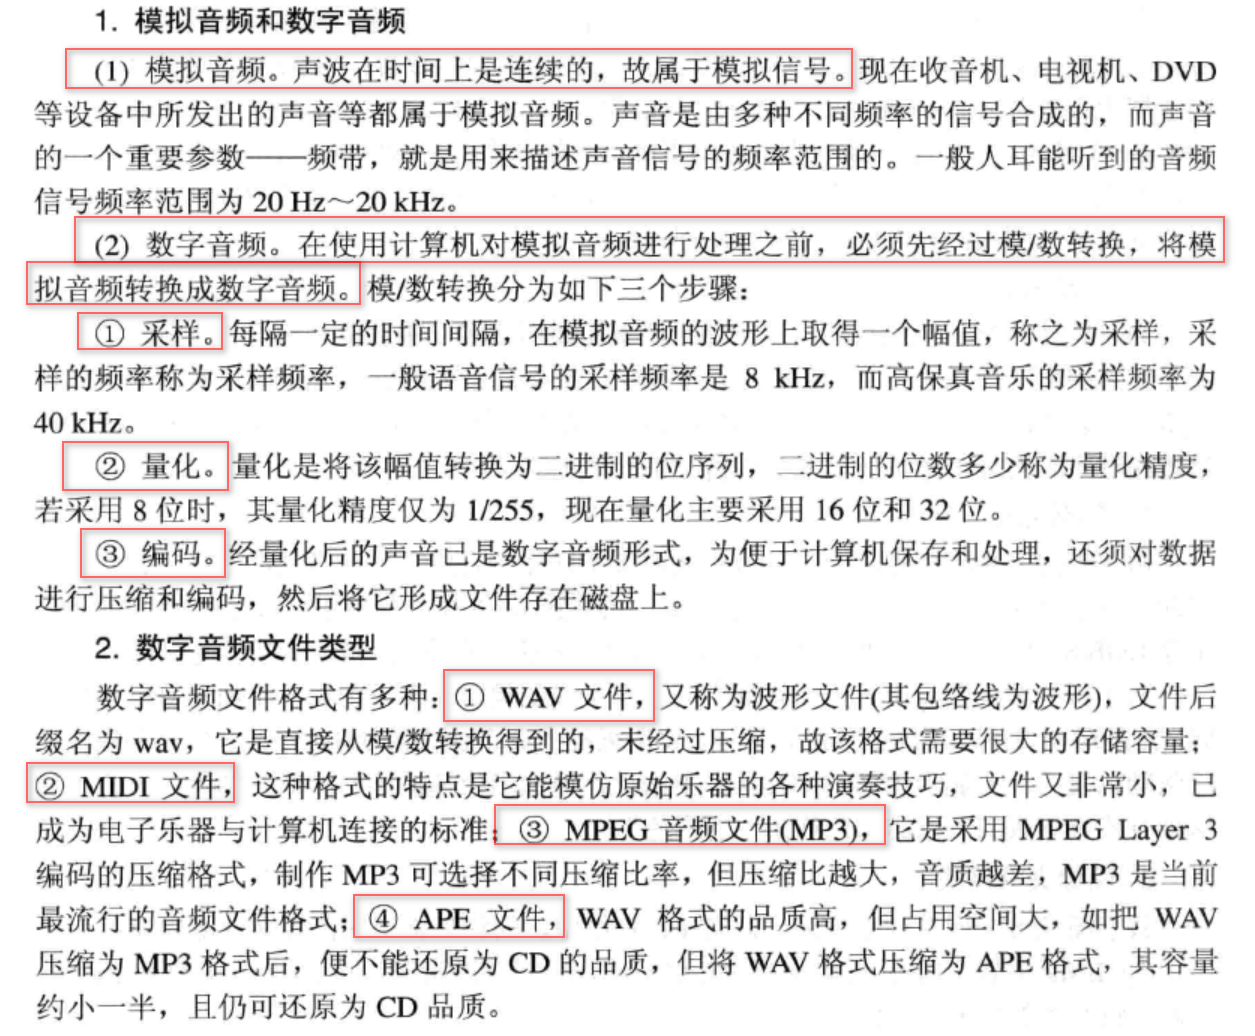 1. 模拟音频和数字音频
(1) 模拟音频。声波在时间上是连续的，故属于模拟信号。现在收音机、电视机、DVD
等设备中所发出的声音等都属于模拟音频。声音是由多种不同频率的信号合成的，而声音
的一个重要参数——频带，就是用来描述声音信号的频率范围的。一般人耳能听到的音频
信号频率范围为 20 Hz～20 kHz。
(2) 数字音频。在使用计算机对模拟音频进行处理之前，必须先经过模/数转换，将模
拟音频转换成数字音频。模/数转换分为如下三个步骤：
① 采样。每隔一定的时间间隔，在模拟音频的波形上取得一个幅值，称之为采样，采
样的频率称为采样频率，一般语音信号的采样频率是 8 kHz，而高保真音乐的采样频率为
40 kHz。
② 量化。量化是将该幅值转换为二进制的位序列，二进制的位数多少称为量化精度，
若采用 8 位时，其量化精度仅为 1/255，现在量化主要采用 16 位和 32 位。
③ 编码。经量化后的声音已是数字音频形式，为便于计算机保存和处理，还须对数据
进行压缩和编码，然后将它形成文件存在磁盘上。
2. 数字音频文件类型
数字音频文件格式有多种：① WAV 文件，又称为波形文件(其包络线为波形)，文件后
缀名为 wav，它是直接从模/数转换得到的，未经过压缩，故该格式需要很大的存储容量；
② MIDI 文件，这种格式的特点是它能模仿原始乐器的各种演奏技巧，文件又非常小，已
成为电子乐器与计算机连接的标准；③ MPEG 音频文件(MP3)，它是采用 MPEG Layer 3
编码的压缩格式，制作 MP3 可选择不同压缩比率，但压缩比越大，音质越差，MP3 是当前
最流行的音频文件格式；④ APE 文件，WAV 格式的品质高，但占用空间大，如把 WAV
压缩为 MP3 格式后，便不能还原为 CD 的品质，但将 WAV 格式压缩为 APE 格式，其容量
约小一半，且仍可还原为 CD 品质。